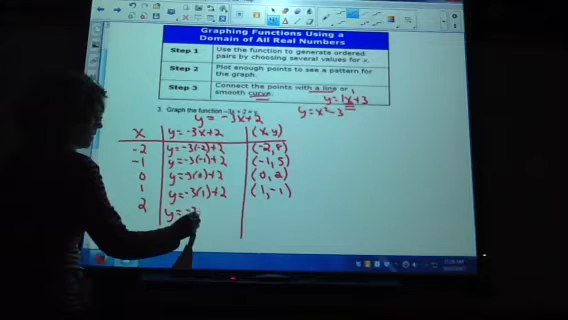 Graphing Functions Using a
Domain of All Real Numbers
Step 1 Use the function to generate ordered
pairs by choosing several values for x.
Step 2 Plot enough points to see a pattern for
the graph.
Step 3 Connect the points with a line or
smooth curve.
y = 1x + 3
y = x² - 3
3. Graph the function -3x + 2 = y.
y = -3x + 2
x y = -3x + 2 (x, y)
-2 y = -3(-2) + 2 (-2, 8)
-1 y = -3(-1) + 2 (-1, 5)
0 y = 3(0) + 2 (0, 2)
1 y = -3(1) + 2 (1, -1)
2 y = -3